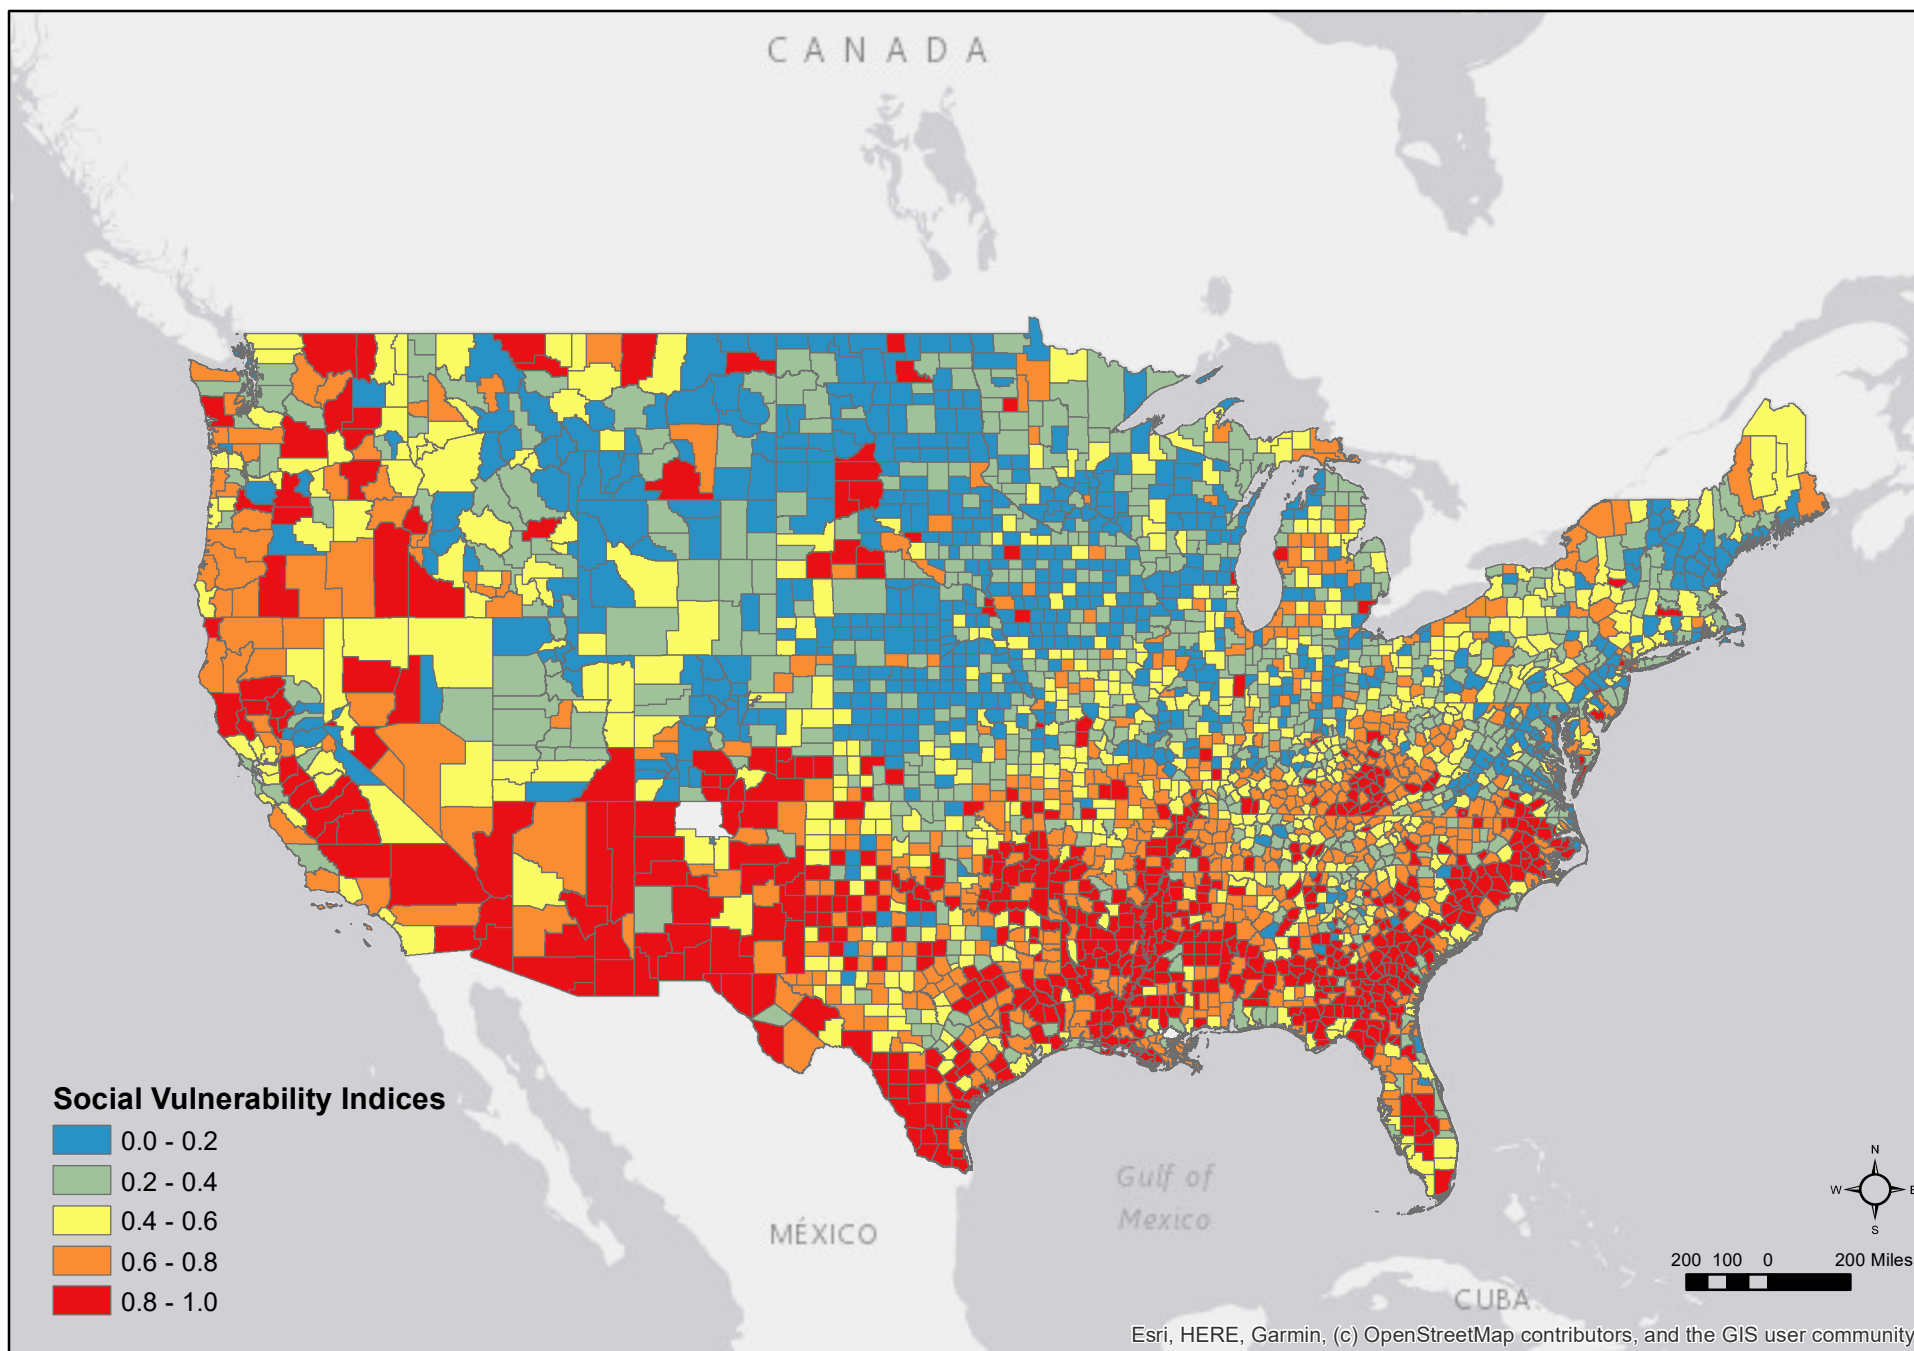 CANADA
Social Vulnerability Indices
0.0 - 0.2
0.2 - 0.4
0.4 - 0.6
0.6 - 0.8
0.8 - 1.0
MÉXICO
Gulf of
Mexico
CUBA
N
W E
S
200 100 0 200 Miles
Esri, HERE, Garmin, (c) OpenStreetMap contributors, and the GIS user community